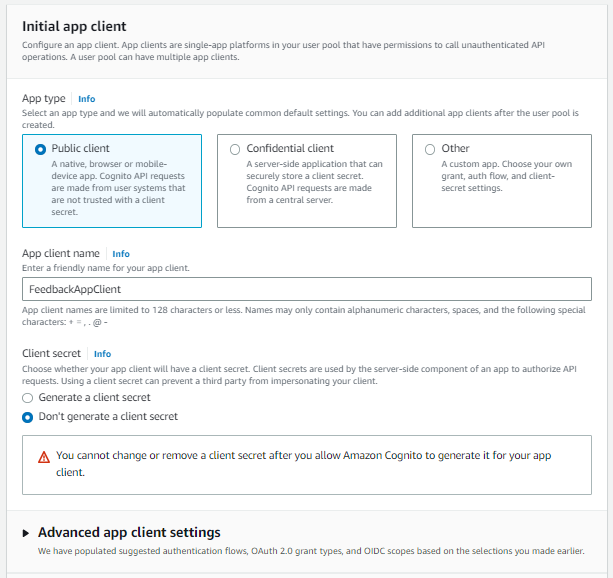 Initial app client
Configure an app client. App clients are single-app platforms in your user pool that have permissions to call unauthenticated API
operations. A user pool can have multiple app clients.
App type Info
Select an app type and we will automatically populate common default settings. You can add additional app clients after the user pool is
created.
Public client
A native, browser or mobile-
device app. Cognito API requests
are made from user systems that
are not trusted with a client
secret.
Confidential client
A server-side application that can
securely store a client secret.
Cognito API requests are made
from a central server.
Other
A custom app. Choose your own
grant, auth flow, and client-
secret settings.
App client name Info
Enter a friendly name for your app client.
FeedbackAppClient
App client names are limited to 128 characters or less. Names may only contain alphanumeric characters, spaces, and the following special
characters: + = , . @ -
Client secret Info
Choose whether your app client will have a client secret. Client secrets are used by the server-side component of an app to authorize API
requests. Using a client secret can prevent a third party from impersonating your client.
Generate a client secret
Don't generate a client secret
You cannot change or remove a client secret after you allow Amazon Cognito to generate it for your app
client.
Advanced app client settings
We have populated suggested authentication flows, OAuth 2.0 grant types, and OIDC scopes based on the selections you made earlier.